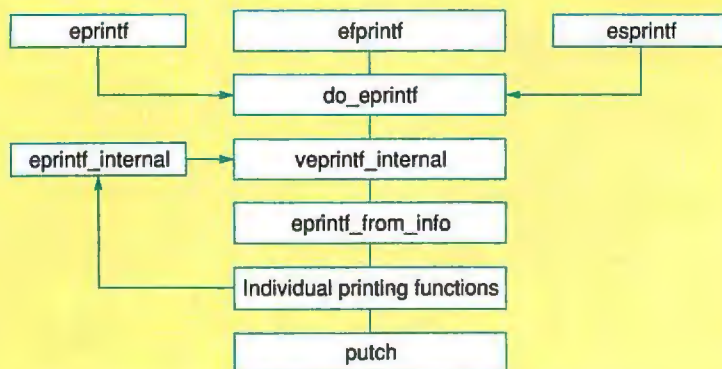 eprintf
efprintf
esprintf
do_eprintf
eprintf_internal
veprintf_internal
eprintf_from_info
Individual printing functions
putch